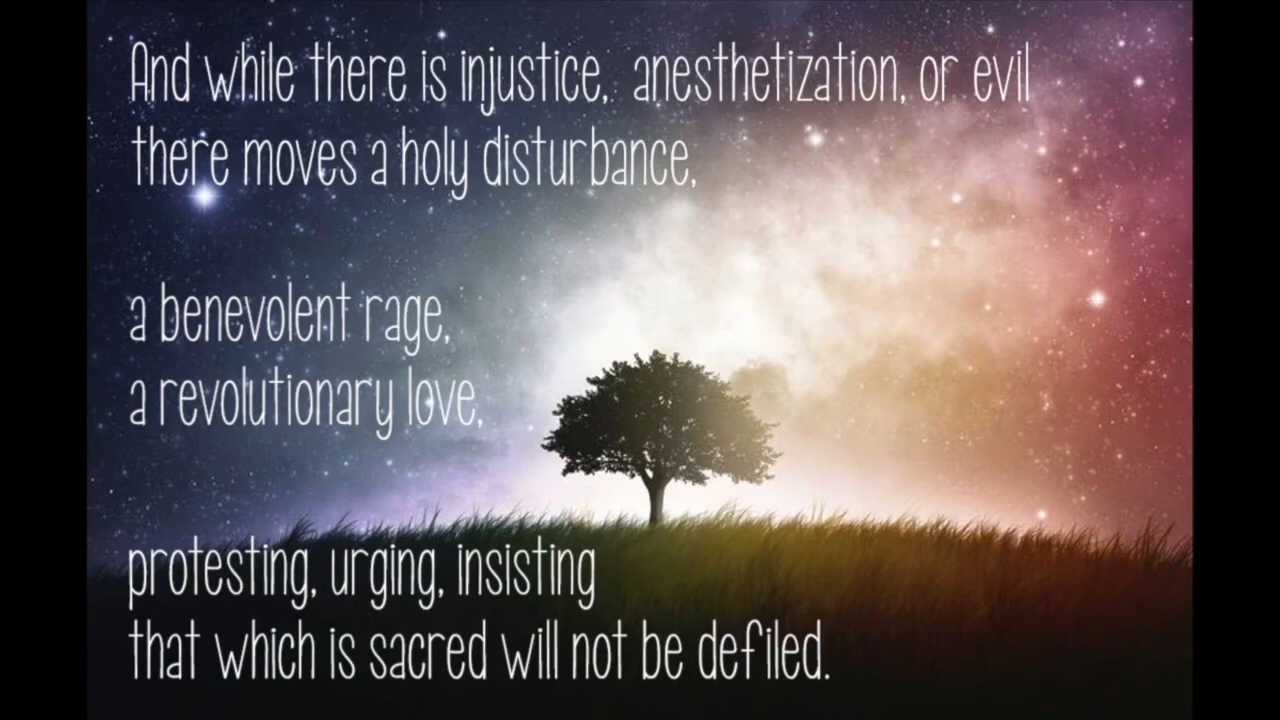 And while there is injustice, anesthetization, or evil
there moves a holy disturbance,
a benevolent rage,
a revolutionary love,
protesting, urging, insisting
that which is sacred will not be defiled.